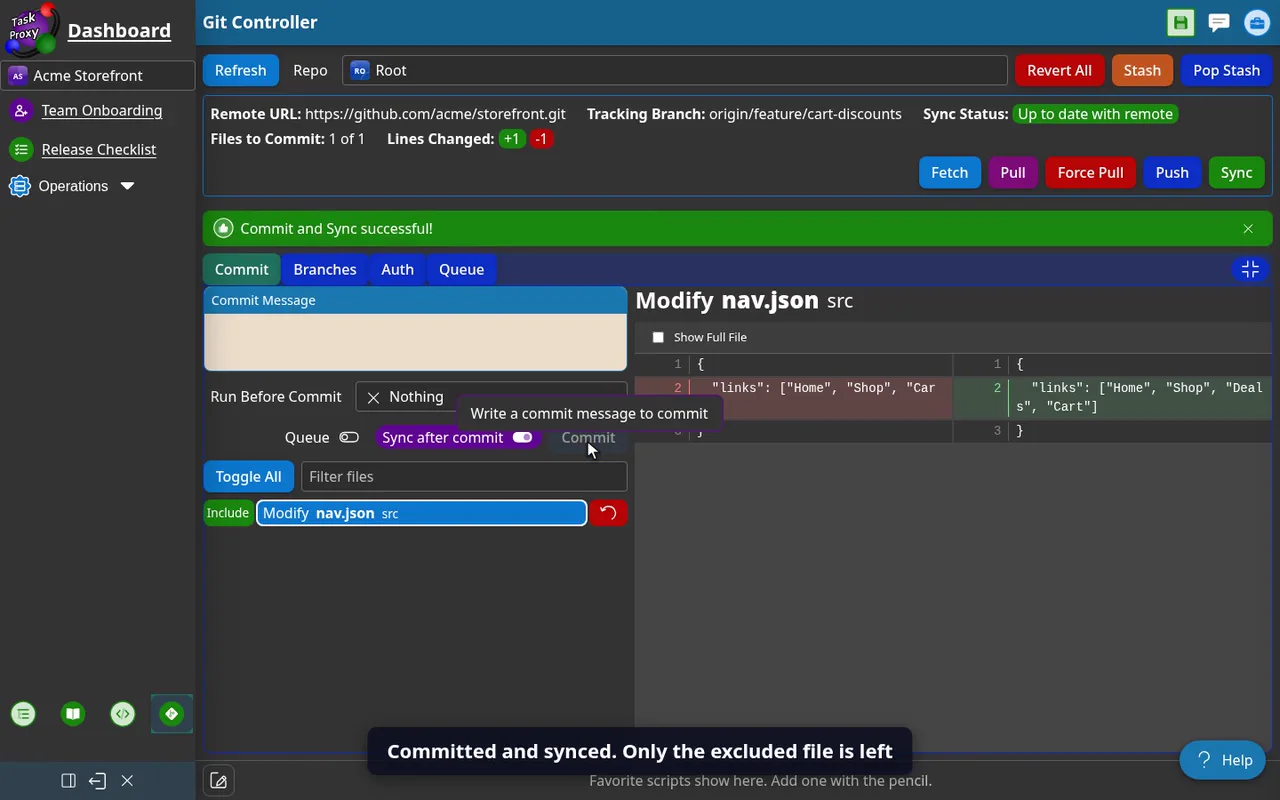 Task
Proxy
Dashboard
AS Acme Storefront
Team Onboarding
Release Checklist
Operations
Git Controller
Refresh Repo RO Root Revert All Stash Pop Stash
Remote URL: https://github.com/acme/storefront.git Tracking Branch: origin/feature/cart-discounts Sync Status: Up to date with remote
Files to Commit: 1 of 1 Lines Changed: +1 -1
Fetch Pull Force Pull Push Sync
Commit and Sync successful!
Commit Branches Auth Queue
Commit Message
Run Before Commit Nothing
Write a commit message to commit
Queue Sync after commit Commit
Toggle All Filter files
Include Modify nav.json src
Modify nav.json src
Show Full File
1 { 1 {
2 "links": ["Home", "Shop", "Car 2 "links": ["Home", "Shop", "Deal
s", "Cart"]
3 }
Committed and synced. Only the excluded file is left
Help
Favorite scripts show here. Add one with the pencil.